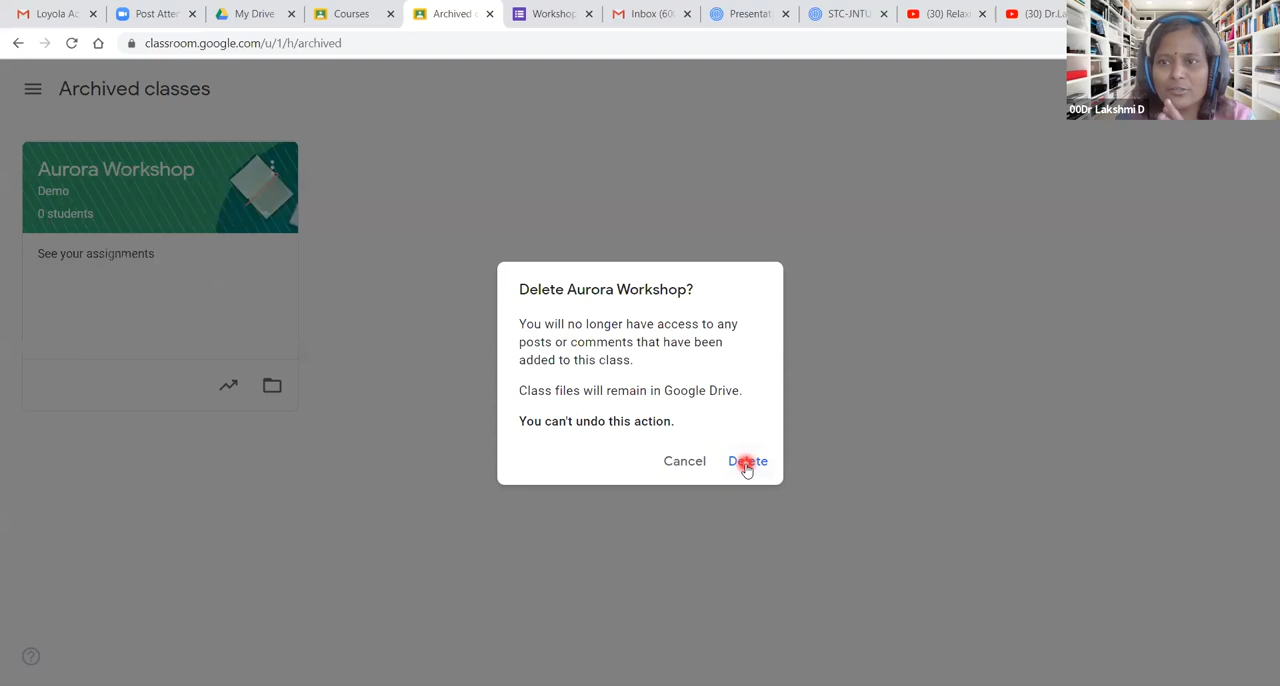 Loyola Ac
Post Atter
My Drive
Courses
Archived c
Workshop
Inbox (60
Presentat
STC-JNTU
(30) Relax
(30) Dr.La
classroom.google.com/u/1/h/archived
00Dr Lakshmi D
Archived classes
Aurora Workshop
Demo
0 students
See your assignments
Delete Aurora Workshop?
You will no longer have access to any
posts or comments that have been
added to this class.
Class files will remain in Google Drive.
You can't undo this action.
Cancel Delete